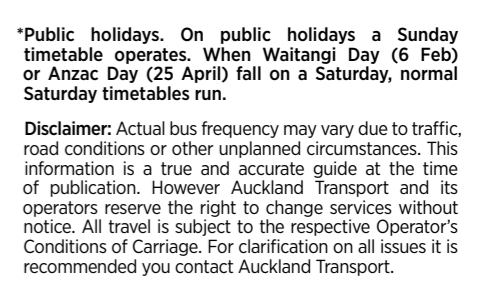 *Public holidays. On public holidays a Sunday
timetable operates. When Waitangi Day (6 Feb)
or Anzac Day (25 April) fall on a Saturday, normal
Saturday timetables run.
Disclaimer: Actual bus frequency may vary due to traffic,
road conditions or other unplanned circumstances. This
information is a true and accurate guide at the time
of publication. However Auckland Transport and its
operators reserve the right to change services without
notice. All travel is subject to the respective Operator's
Conditions of Carriage. For clarification on all issues it is
recommended you contact Auckland Transport.